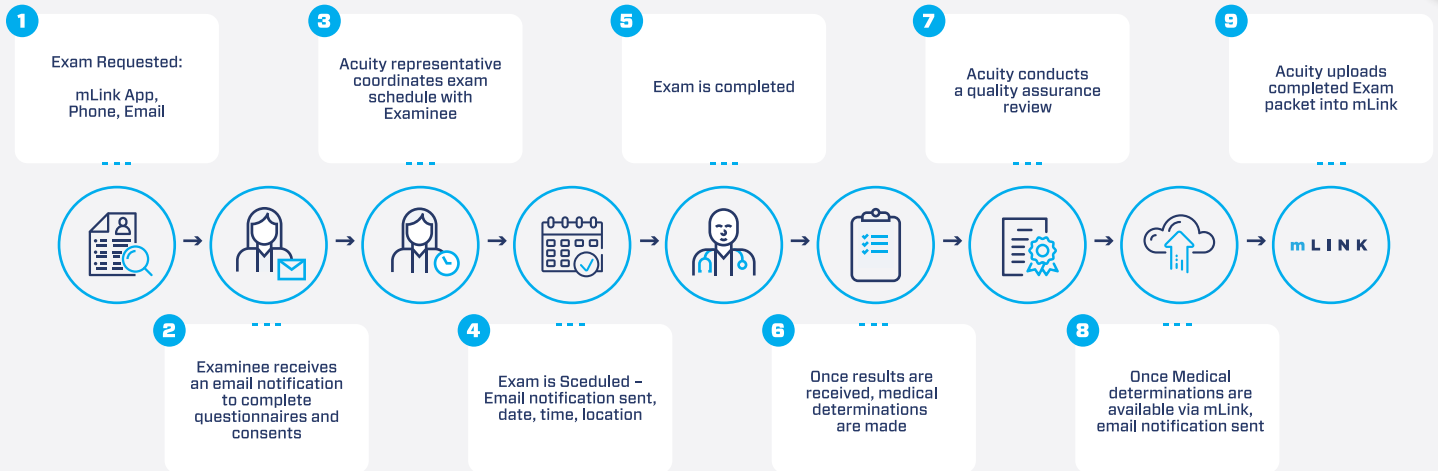 1
Exam Requested:
mLink App,
Phone, Email
2
Examinee receives
an email notification
to complete
questionnaires and
consents
3
Acuity representative
coordinates exam
schedule with
Examinee
4
Exam is Sceduled –
Email notification sent,
date, time, location
5
Exam is completed
6
Once results are
received, medical
determinations
are made
7
Acuity conducts
a quality assurance
review
8
Once Medical
determinations are
available via mLink,
email notification sent
9
Acuity uploads
completed Exam
packet into mLink
mLINK